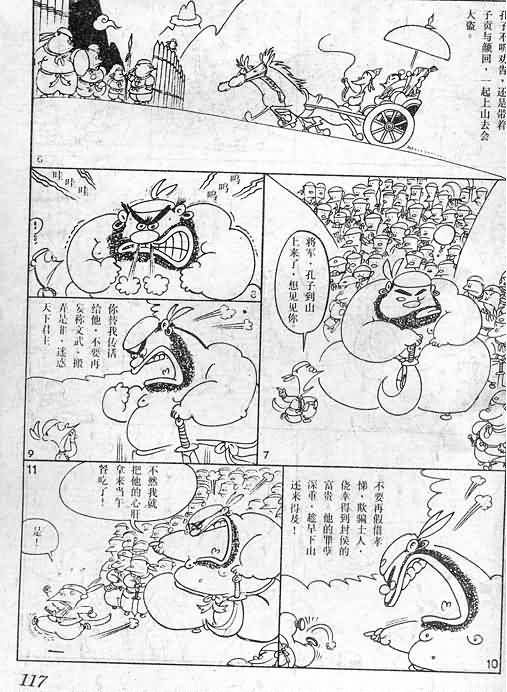 孔子不听劝告，还是带着
子贡与颜回，一起上山去会
大盗。
6
将军，孔子到山
上来了，想见见你
7
呜 呜 呜
哇 哇 哇
8
！
你替我传话
给他，不要再
妄称文武，搬
弄是非，迷惑
天下君主
9
不要再假借孝
悌，欺骗士人，
侥幸得到封侯的
富贵。他的罪孽
深重，趁早下山
还来得及！
10
不然我就
把他的心肝
拿来当午
餐吃了！
是！
11
117